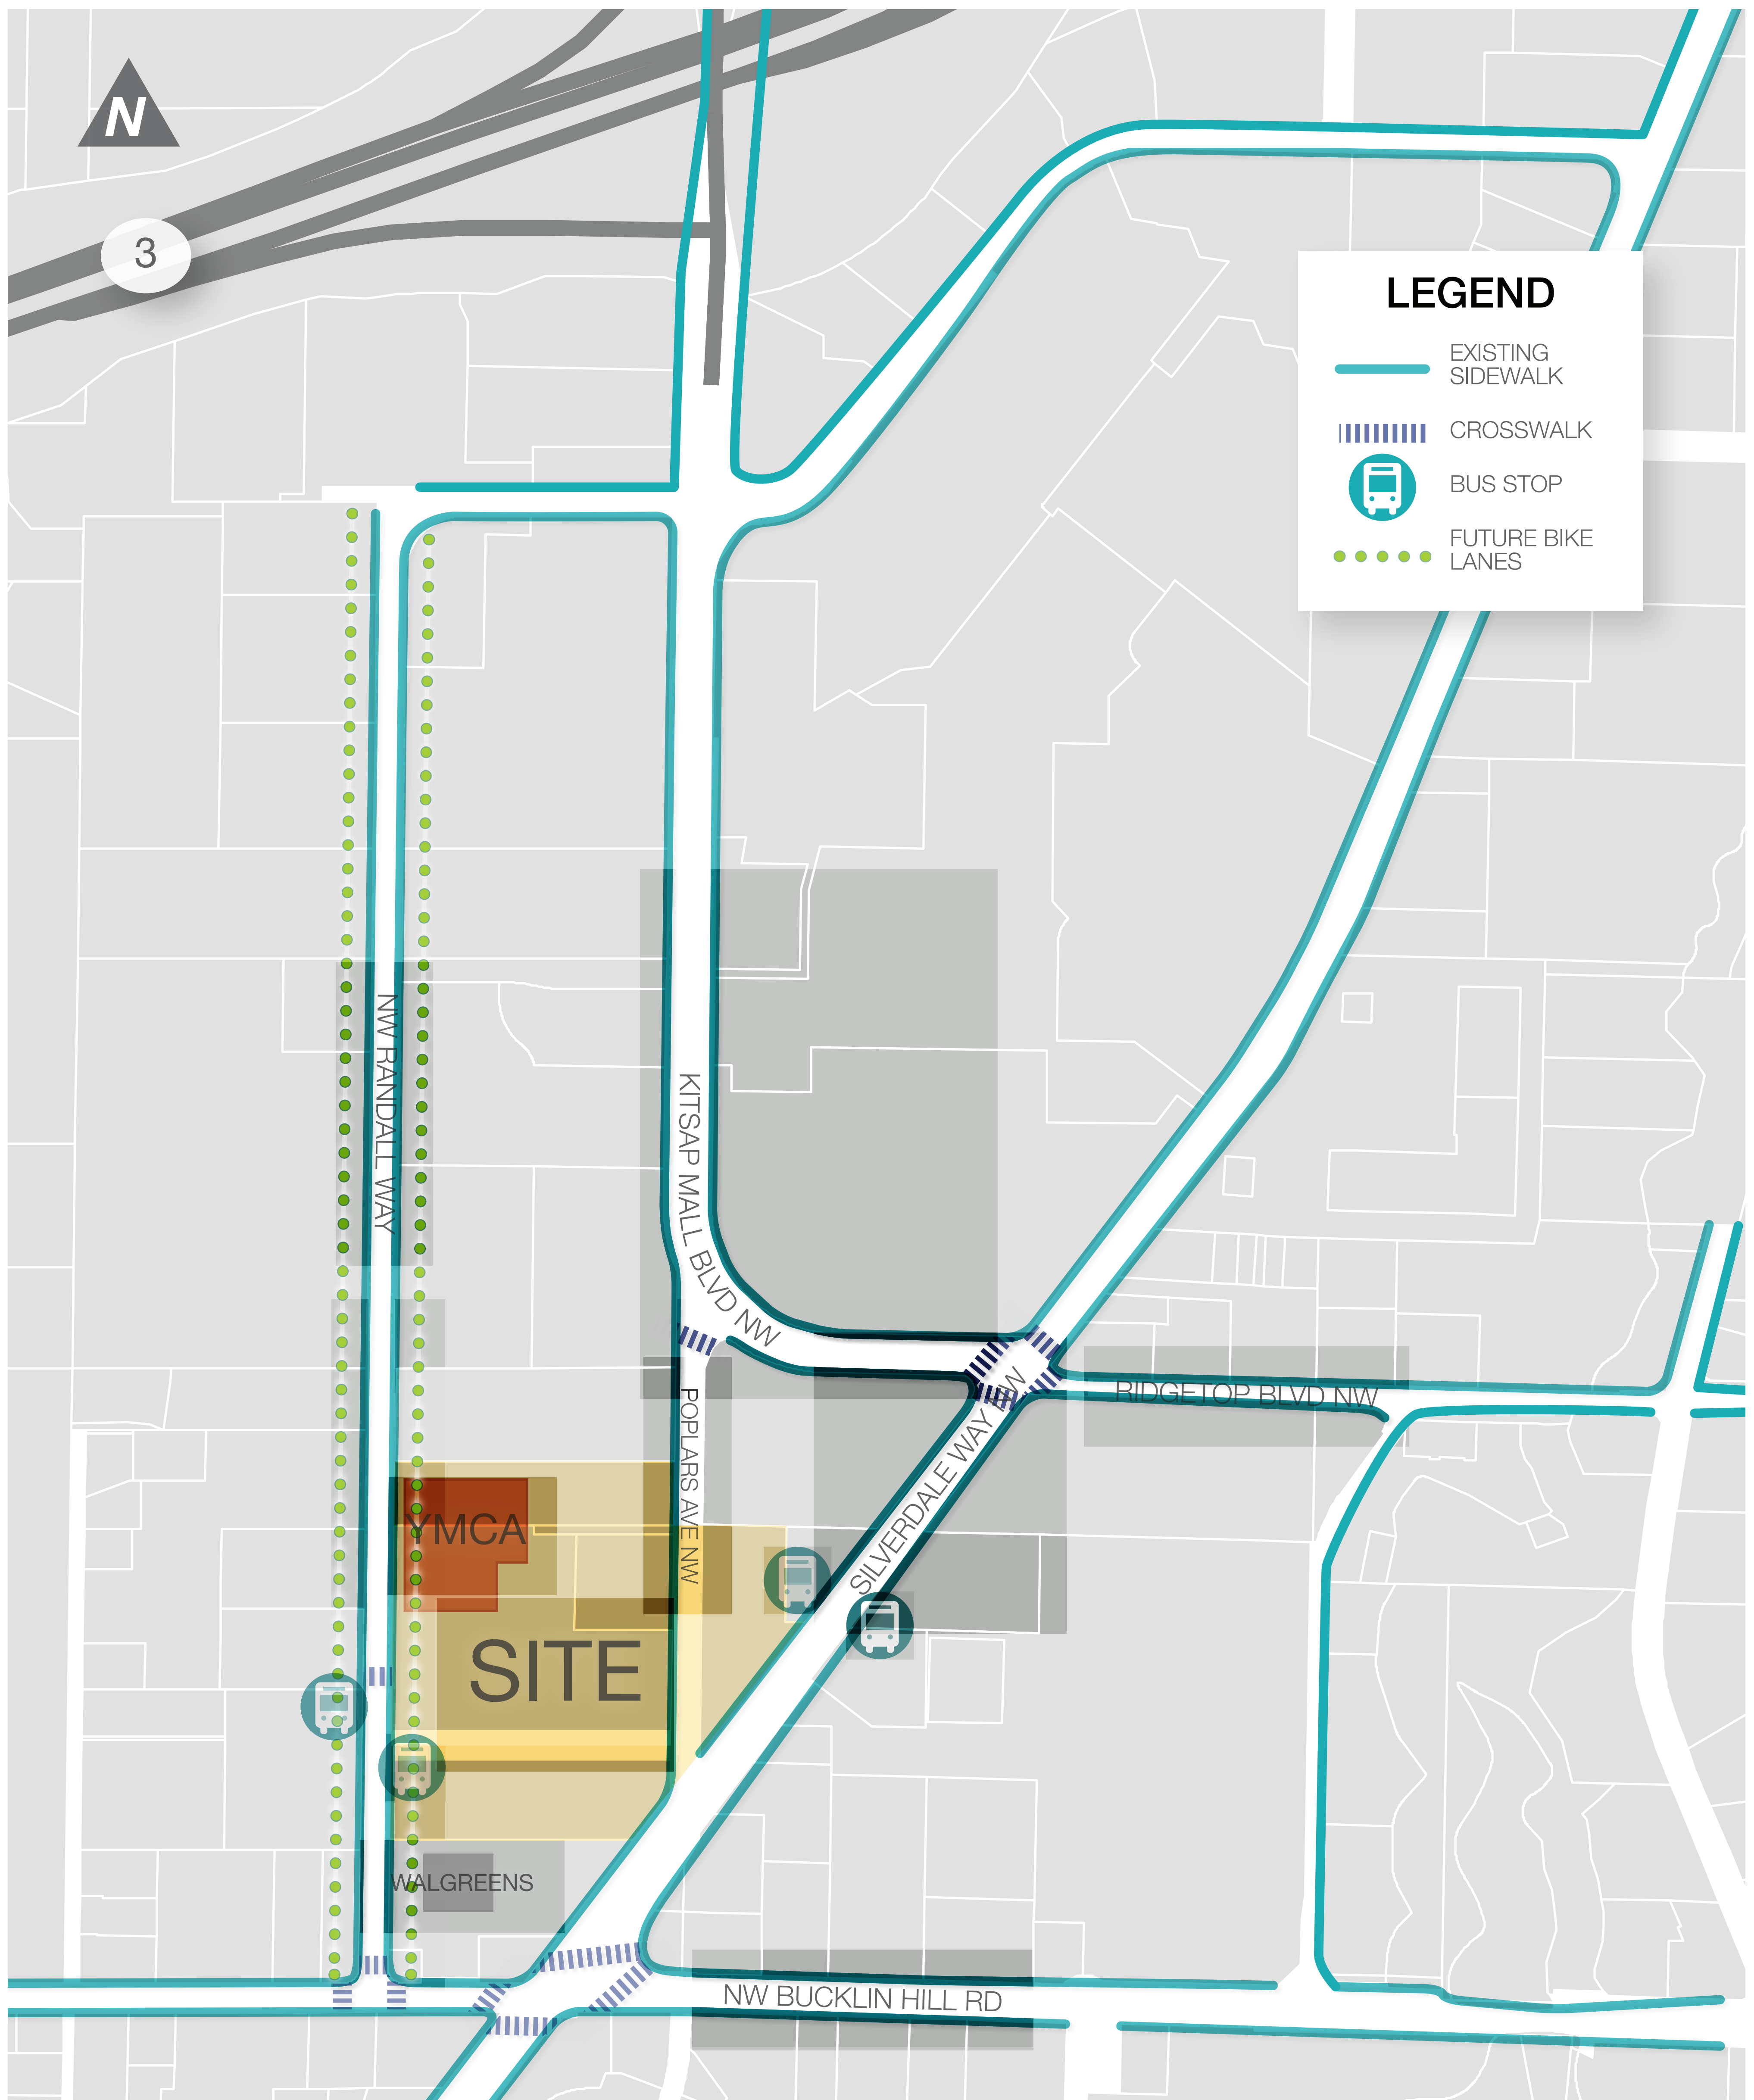 N
3
LEGEND
EXISTING
SIDEWALK
CROSSWALK
BUS STOP
FUTURE BIKE
LANES
NW RANDALL WAY
KITSAP MALL BLVD NW
RIDGETOP BLVD NW
POPLARS AVE NW
SILVERDALE WAY NW
YMCA
SITE
WALGREENS
NW BUCKLIN HILL RD